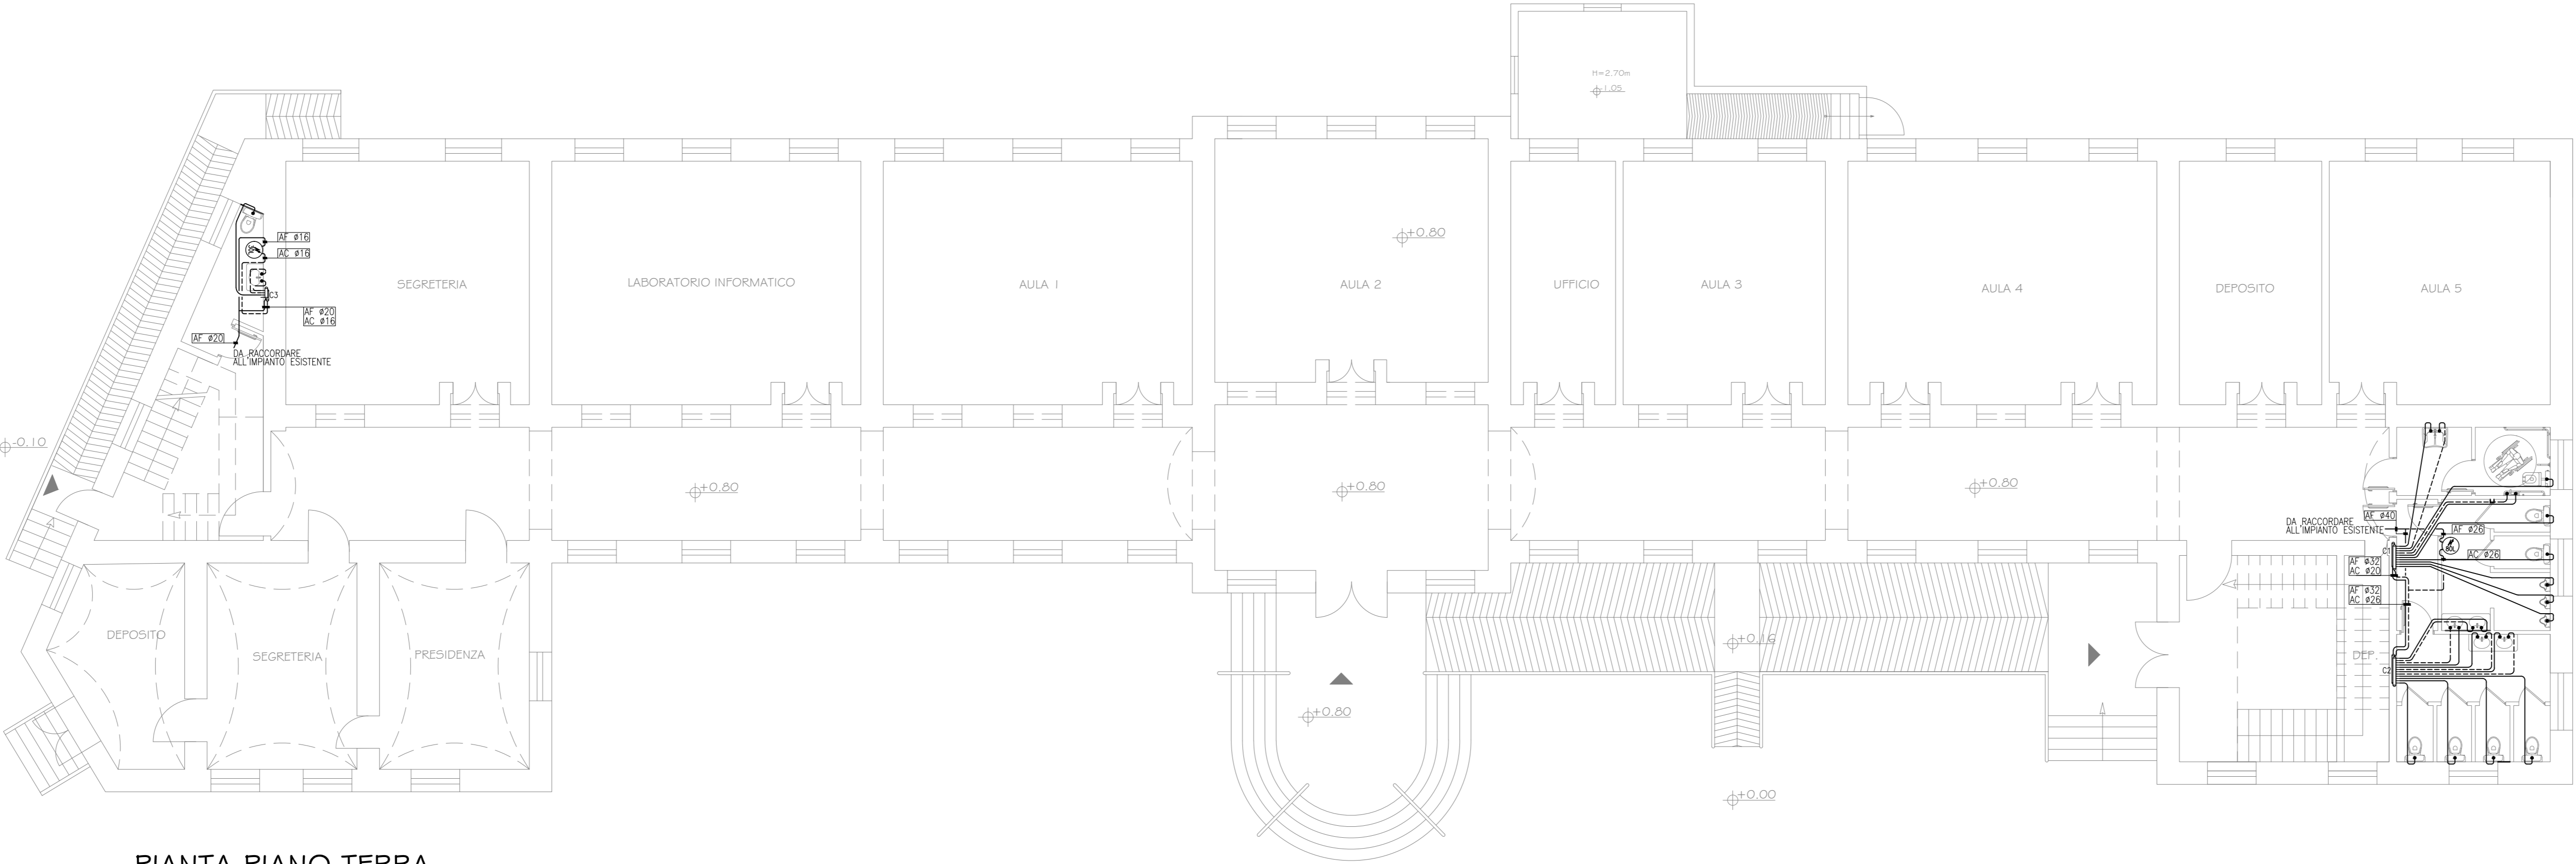 H=2.70m
-1.05
AF ø16
AC ø16
C3
AF ø20
AC ø16
AF ø20
DA RACCORDARE
ALL'IMPIANTO ESISTENTE
SEGRETERIA
LABORATORIO INFORMATICO
AULA 1
+0.80
AULA 2
UFFICIO
AULA 3
AULA 4
DEPOSITO
AULA 5
-0.10
+0.80
+0.80
+0.80
DA RACCORDARE
ALL'IMPIANTO ESISTENTE
AF ø40
AF ø26
C1
BOL
AC ø26
AF ø32
AC ø20
AF ø32
AC ø26
DEPOSITO
SEGRETERIA
PRESIDENZA
+0.16
DEP.
C2
+0.80
+0.00
PIANTA PIANO TERRA